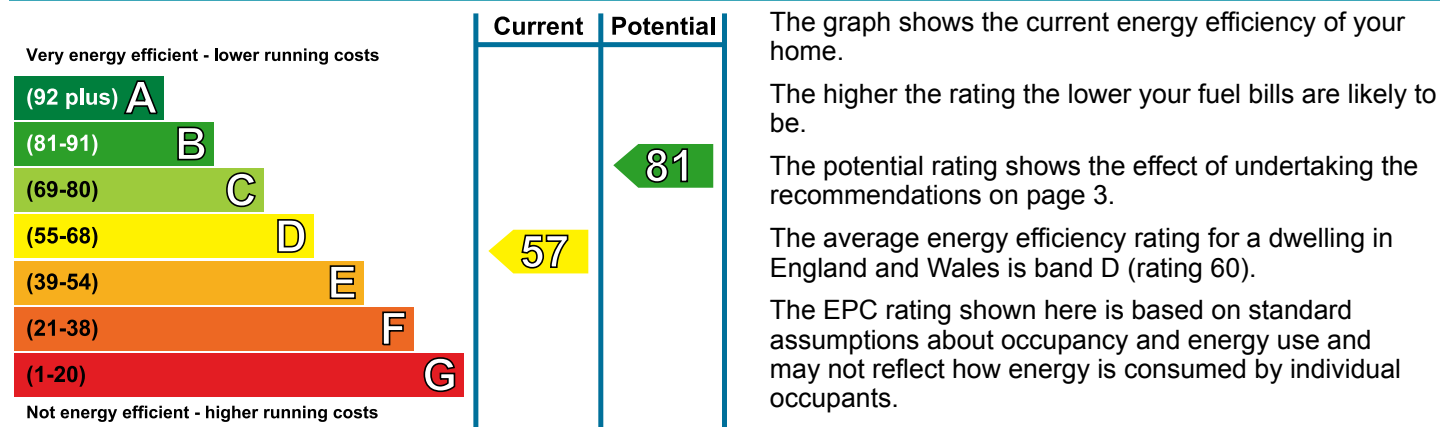 Current Potential
Very energy efficient - lower running costs
(92 plus) A
(81-91) B
(69-80) C
(55-68) D
(39-54) E
(21-38) F
(1-20) G
Not energy efficient - higher running costs
57
81
The graph shows the current energy efficiency of your
home.
The higher the rating the lower your fuel bills are likely to
be.
The potential rating shows the effect of undertaking the
recommendations on page 3.
The average energy efficiency rating for a dwelling in
England and Wales is band D (rating 60).
The EPC rating shown here is based on standard
assumptions about occupancy and energy use and
may not reflect how energy is consumed by individual
occupants.